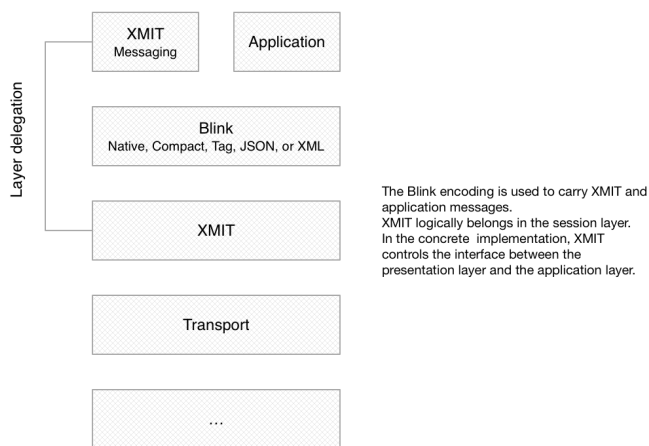 XMIT
Messaging
Application
Layer delegation
Blink
Native, Compact, Tag, JSON, or XML
XMIT
The Blink encoding is used to carry XMIT and
application messages.
XMIT logically belongs in the session layer.
In the concrete implementation, XMIT
controls the interface between the
presentation layer and the application layer.
Transport
...